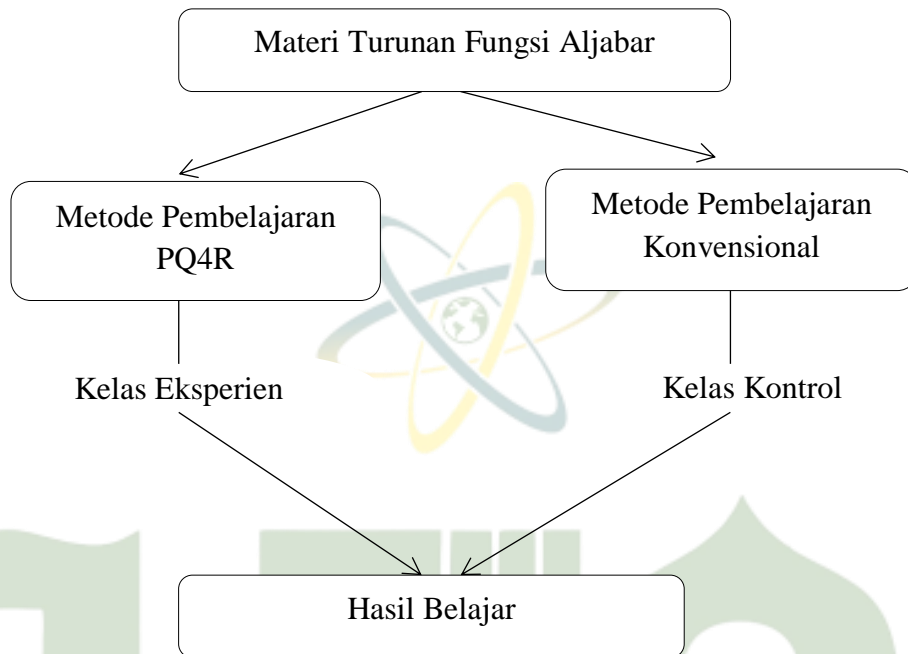 Materi Turunan Fungsi Aljabar
Metode Pembelajaran
PQ4R
Metode Pembelajaran
Konvensional
Kelas Eksperien
Kelas Kontrol
Hasil Belajar